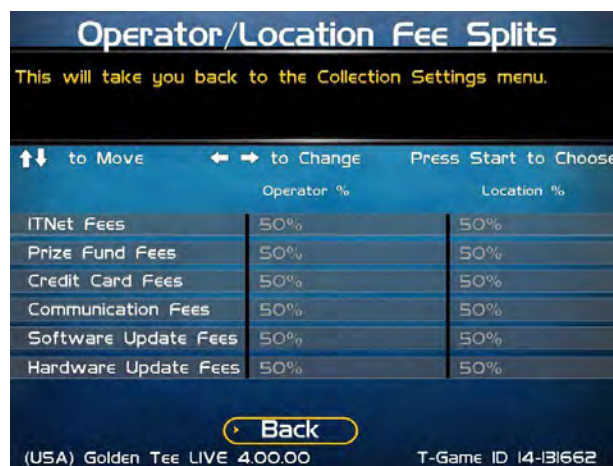 Operator/Location Fee Splits
This will take you back to the Collection Settings menu.
to Move to Change Press Start to Choose
Operator % Location %
ITNet Fees 50% 50%
Prize Fund Fees 50% 50%
Credit Card Fees 50% 50%
Communication Fees 50% 50%
Software Update Fees 50% 50%
Hardware Update Fees 50% 50%
Back
(USA) Golden Tee LIVE 4.00.00 T-Game ID 14-131662